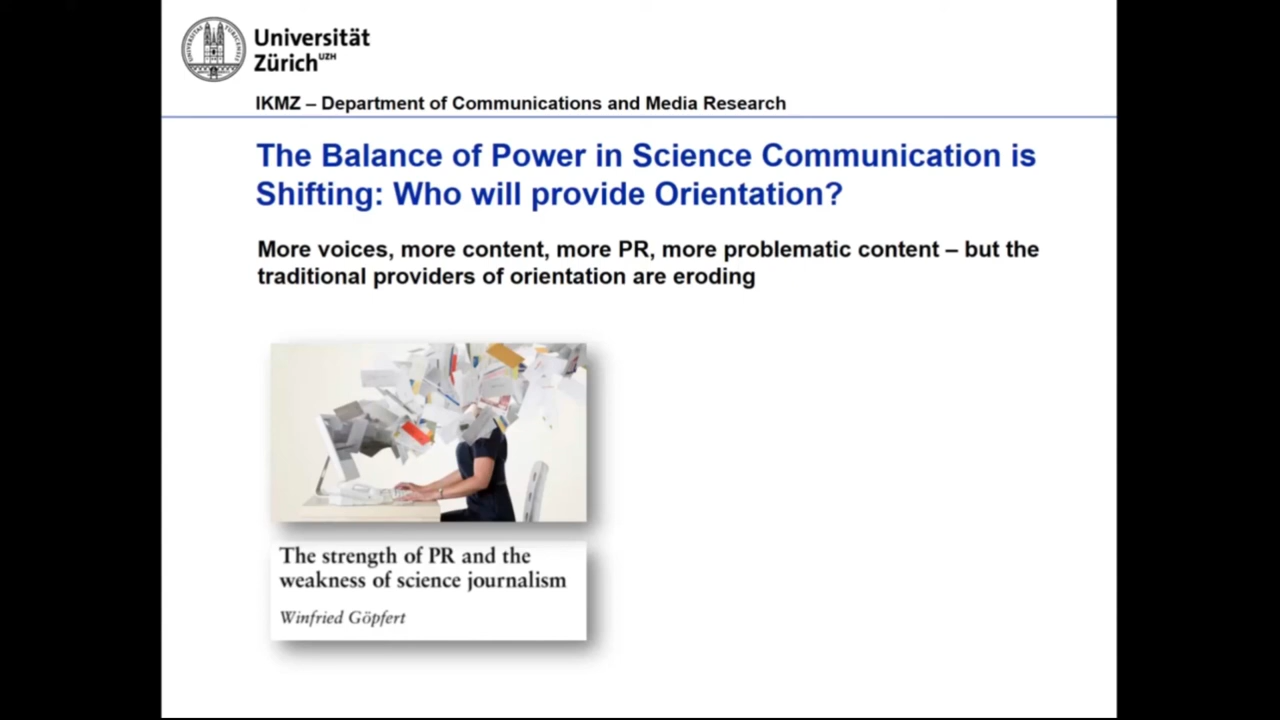 Universität
Zürich UZH
IKMZ – Department of Communications and Media Research
The Balance of Power in Science Communication is
Shifting: Who will provide Orientation?
More voices, more content, more PR, more problematic content – but the
traditional providers of orientation are eroding
The strength of PR and the
weakness of science journalism
Winfried Göpfert